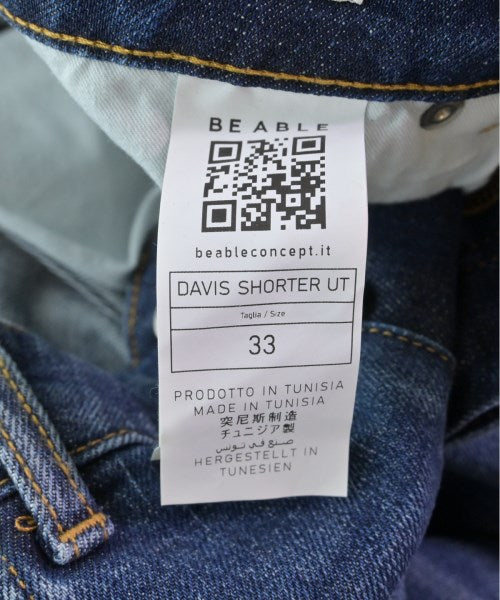 BE ABLE
beableconcept.it
DAVIS SHORTER UT
Taglia / Size
33
PRODOTTO IN TUNISIA
MADE IN TUNISIA
突尼斯制造
チュニジア製
صنع في تونس
HERGESTELLT IN
TUNESIEN